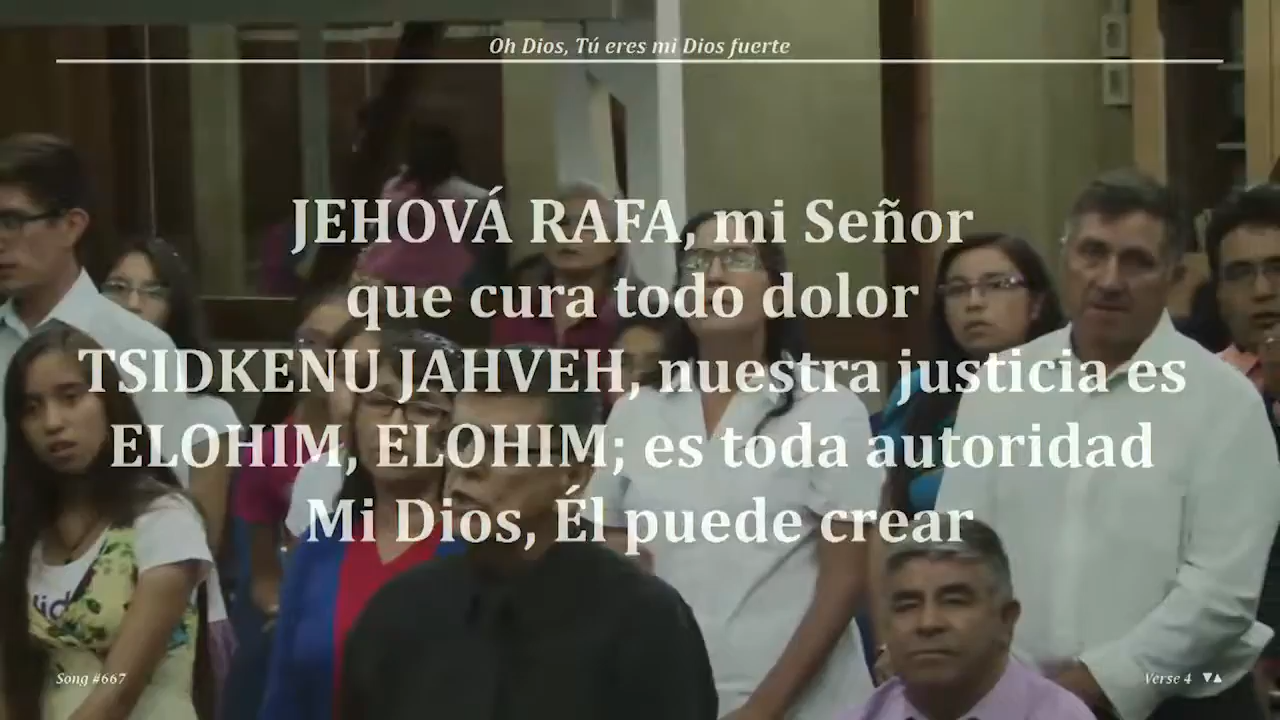 Oh Dios, Tú eres mi Dios fuerte
JEHOVÁ RAFA, mi Señor
que cura todo dolor
TSIDKENU JAHVEH, nuestra justicia es
ELOHIM, ELOHIM; es toda autoridad
Mi Dios, Él puede crear
Song #667
Verse 4 ▼▲